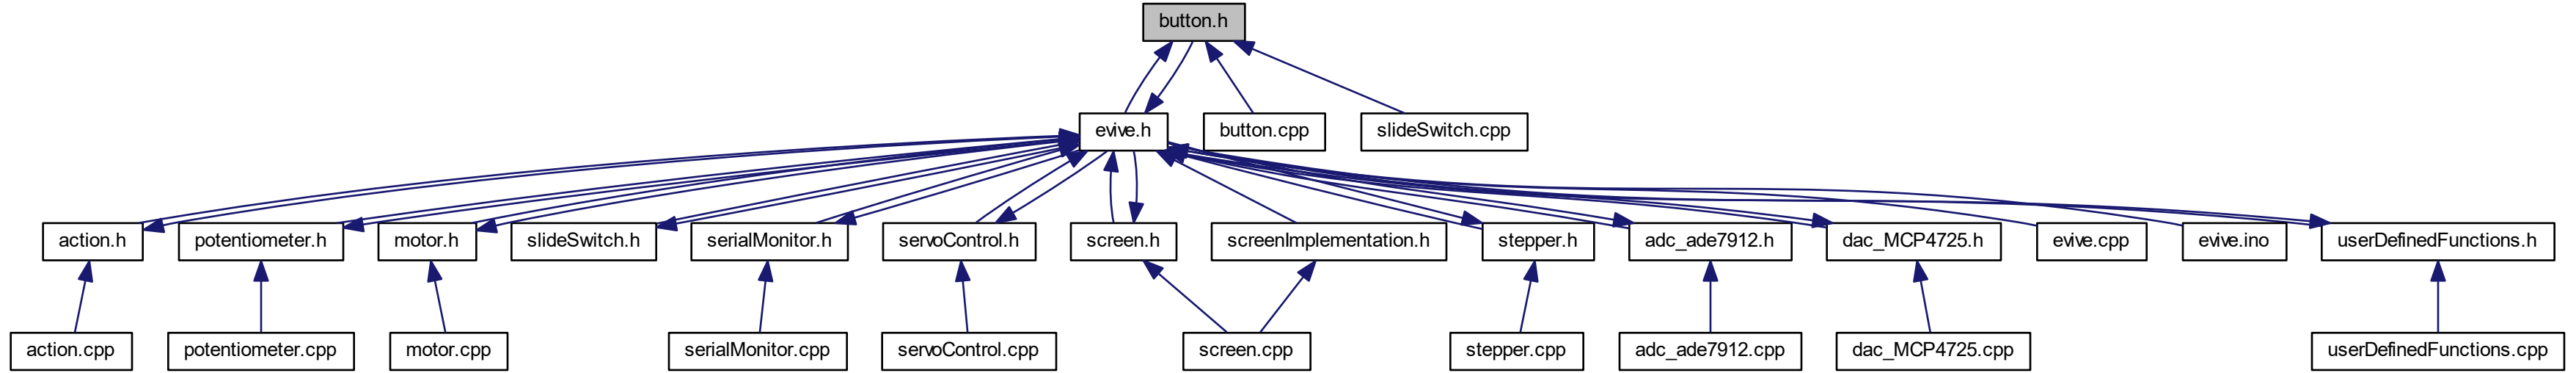 button.h
evive.h
button.cpp
slideSwitch.cpp
action.h
potentiometer.h
motor.h
slideSwitch.h
serialMonitor.h
servoControl.h
screen.h
screenImplementation.h
stepper.h
adc_ade7912.h
dac_MCP4725.h
evive.cpp
evive.ino
userDefinedFunctions.h
action.cpp
potentiometer.cpp
motor.cpp
serialMonitor.cpp
servoControl.cpp
screen.cpp
stepper.cpp
adc_ade7912.cpp
dac_MCP4725.cpp
userDefinedFunctions.cpp